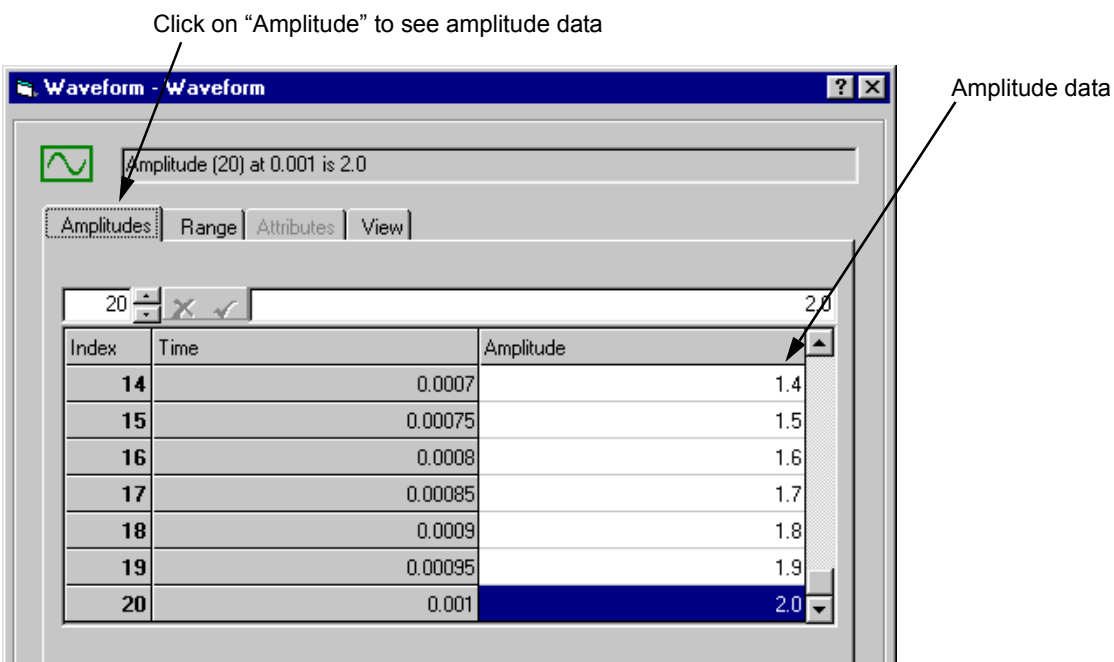 Click on “Amplitude” to see amplitude data
Waveform - Waveform
Amplitude data
Amplitude (20) at 0.001 is 2.0
Amplitudes Range Attributes View
20 2.0
Index Time Amplitude
14 0.0007 1.4
15 0.00075 1.5
16 0.0008 1.6
17 0.00085 1.7
18 0.0009 1.8
19 0.00095 1.9
20 0.001 2.0